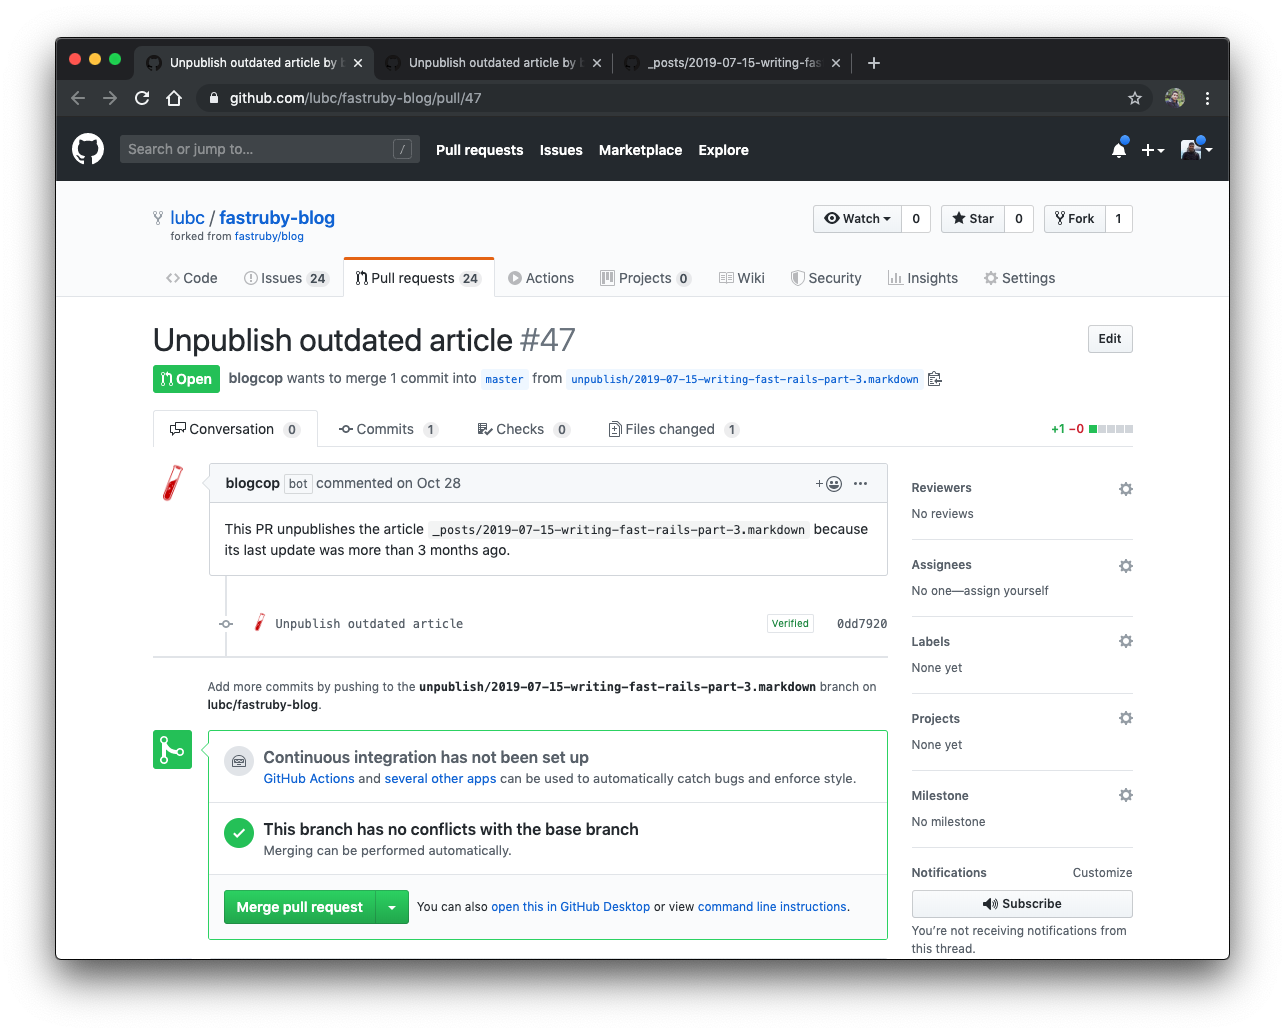 Unpublish outdated article by b
Unpublish outdated article by b
_posts/2019-07-15-writing-fas
github.com/lubc/fastruby-blog/pull/47
Search or jump to... /
Pull requests Issues Marketplace Explore
lubc / fastruby-blog
forked from fastruby/blog
Watch 0 Star 0 Fork 1
Code Issues 24 Pull requests 24 Actions Projects 0 Wiki Security Insights Settings
Unpublish outdated article #47
Edit
Open blogcop wants to merge 1 commit into master from unpublish/2019-07-15-writing-fast-rails-part-3.markdown
Conversation 0 Commits 1 Checks 0 Files changed 1
+1 −0
blogcop bot commented on Oct 28
This PR unpublishes the article _posts/2019-07-15-writing-fast-rails-part-3.markdown because
its last update was more than 3 months ago.
Unpublish outdated article Verified 0dd7920
Add more commits by pushing to the unpublish/2019-07-15-writing-fast-rails-part-3.markdown branch on
lubc/fastruby-blog.
Continuous integration has not been set up
GitHub Actions and several other apps can be used to automatically catch bugs and enforce style.
This branch has no conflicts with the base branch
Merging can be performed automatically.
Merge pull request You can also open this in GitHub Desktop or view command line instructions.
Reviewers
No reviews
Assignees
No one—assign yourself
Labels
None yet
Projects
None yet
Milestone
No milestone
Notifications Customize
Subscribe
You're not receiving notifications from
this thread.